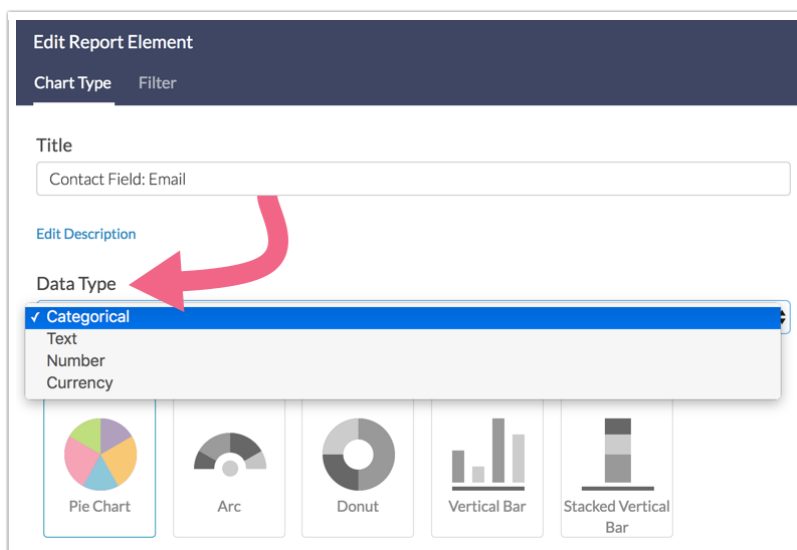 Edit Report Element
Chart Type Filter
Title
Contact Field: Email
Edit Description
Data Type
✓ Categorical
Text
Number
Currency
Pie Chart Arc Donut Vertical Bar Stacked Vertical
Bar